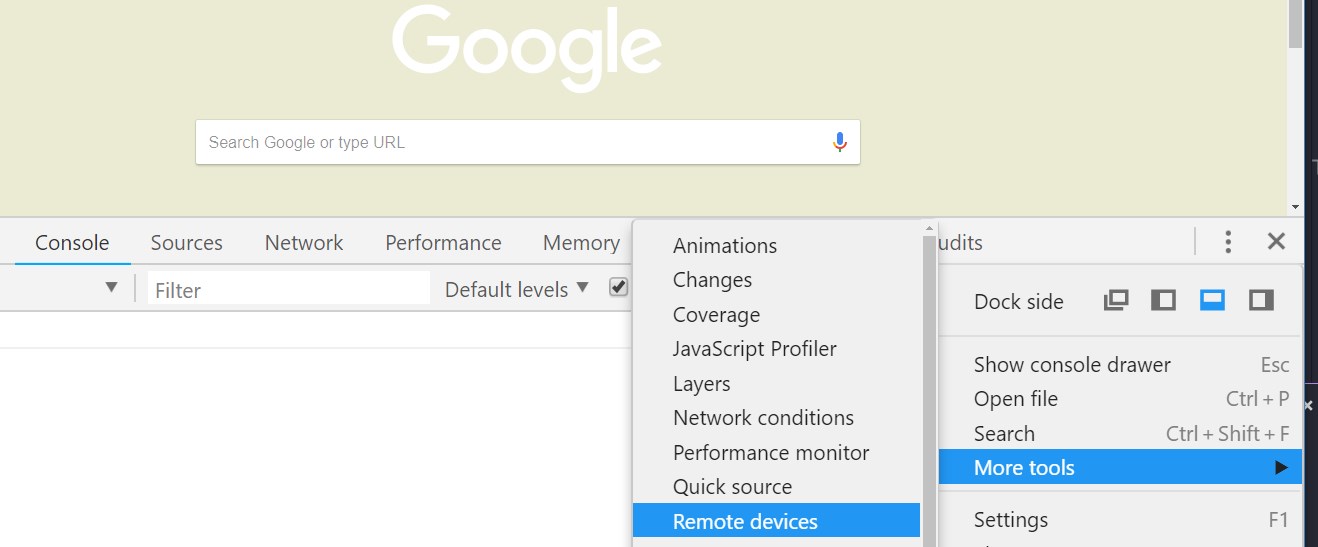 Google
Search Google or type URL
Console Sources Network Performance Memory udits
Filter Default levels
Animations
Changes
Coverage
JavaScript Profiler
Layers
Network conditions
Performance monitor
Quick source
Remote devices
Dock side
Show console drawer Esc
Open file Ctrl + P
Search Ctrl + Shift + F
More tools
Settings F1